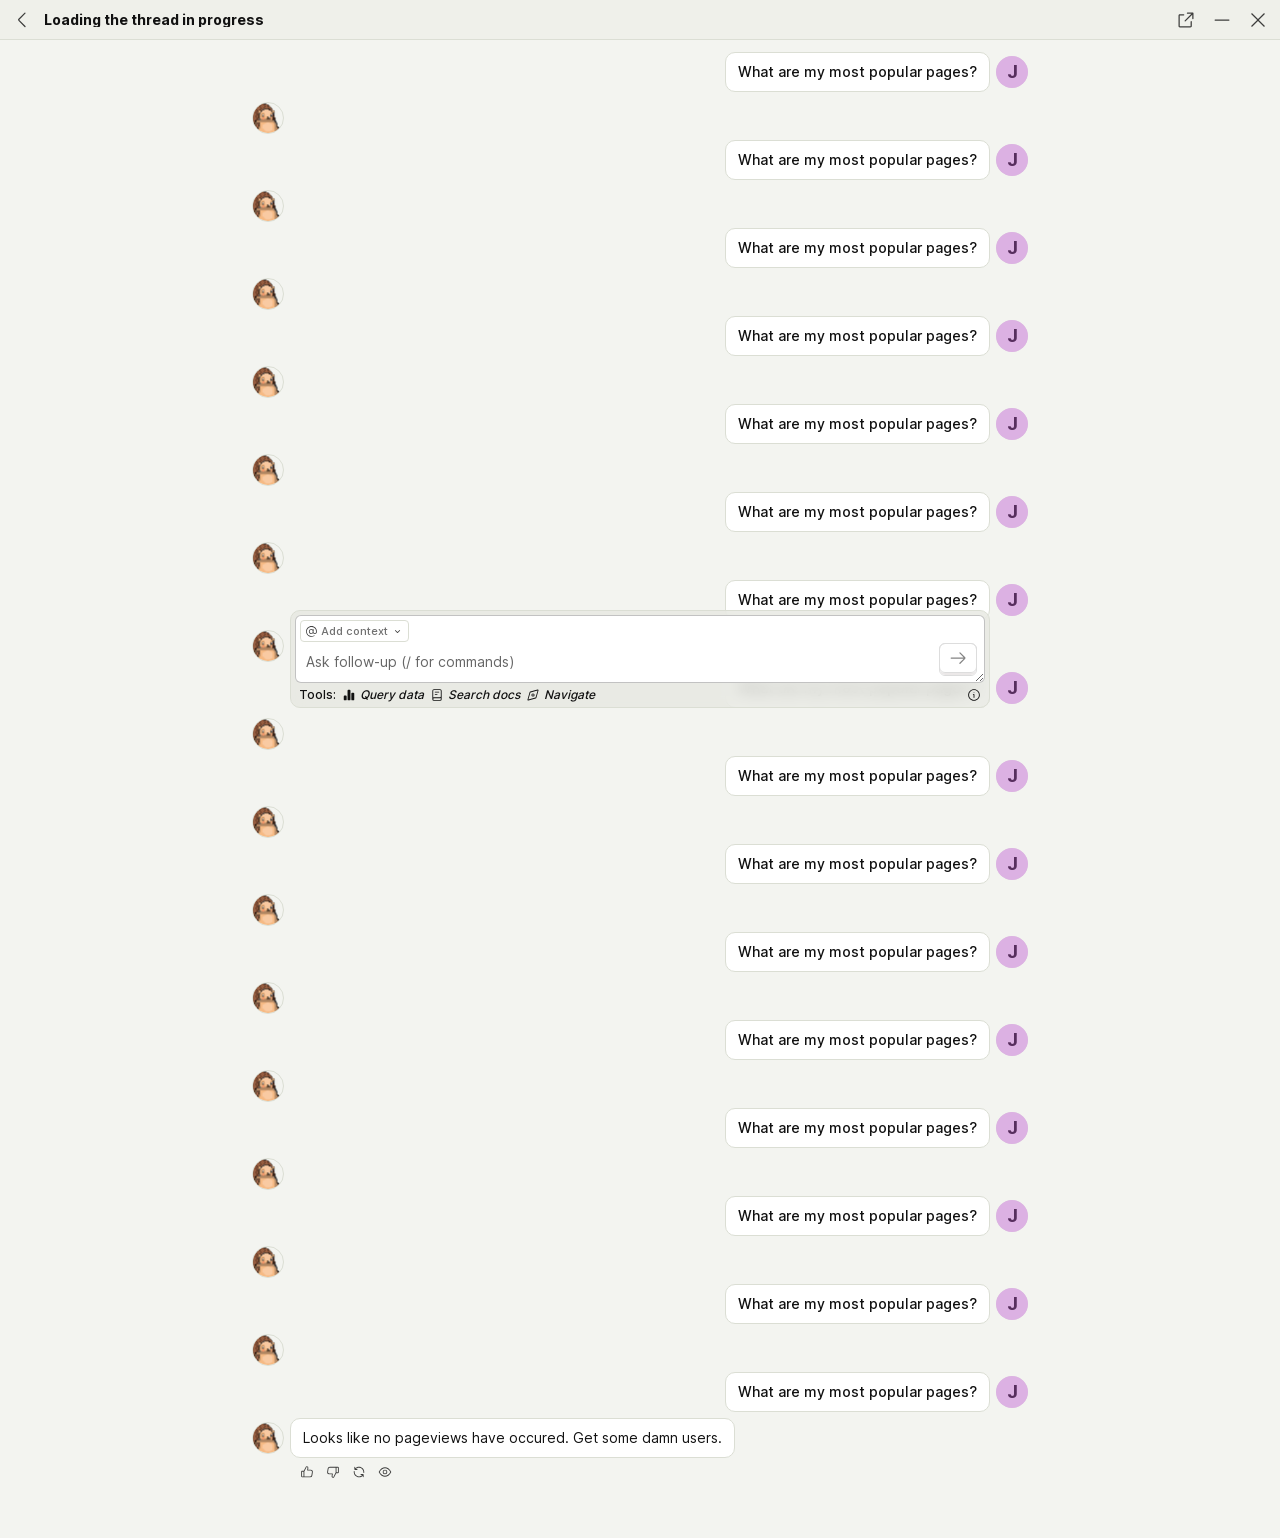 Loading the thread in progress
What are my most popular pages?
J
What are my most popular pages?
J
What are my most popular pages?
J
What are my most popular pages?
J
What are my most popular pages?
J
What are my most popular pages?
J
What are my most popular pages?
J
@ Add context
Ask follow-up (/ for commands)
J
Tools: Query data Search docs Navigate
What are my most popular pages?
J
What are my most popular pages?
J
What are my most popular pages?
J
What are my most popular pages?
J
What are my most popular pages?
J
What are my most popular pages?
J
What are my most popular pages?
J
What are my most popular pages?
J
Looks like no pageviews have occured. Get some damn users.